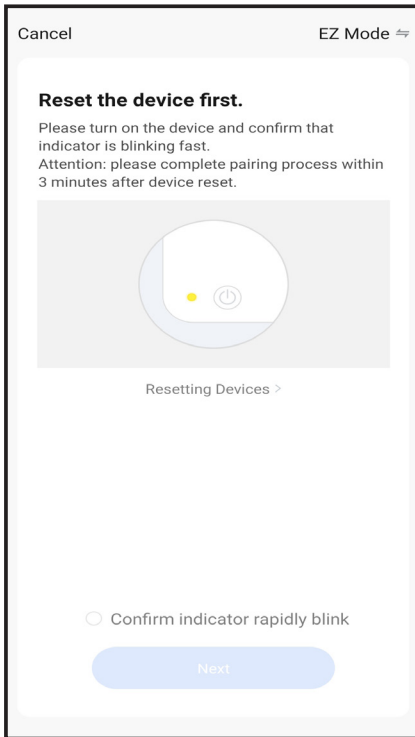 Cancel
EZ Mode
Reset the device first.
Please turn on the device and confirm that
indicator is blinking fast.
Attention: please complete pairing process within
3 minutes after device reset.
Resetting Devices >
Confirm indicator rapidly blink
Next